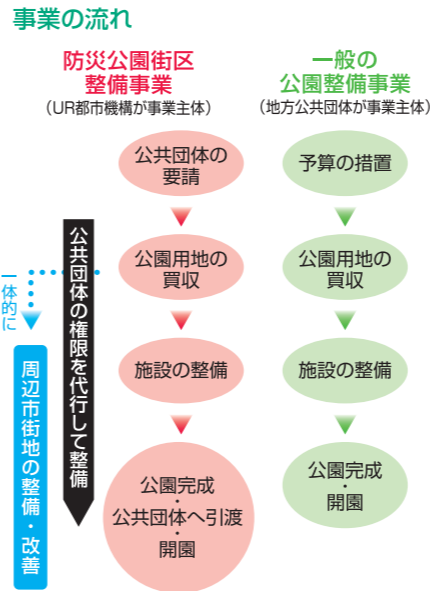 事業の流れ
防災公園街区
整備事業
（UR都市機構が事業主体）
公共団体の
要請
公園用地の
買収
施設の整備
公園完成
・
公共団体へ引渡
・
開園
公共団体の権限を代行して整備
一体的に
周辺市街地の整備・改善
一般の
公園整備事業
（地方公共団体が事業主体）
予算の措置
公園用地の
買収
施設の整備
公園完成
・
開園